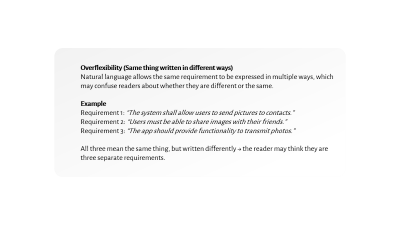 Overflexibility (Same thing written in different ways)
Natural language allows the same requirement to be expressed in multiple ways, which
may confuse readers about whether they are different or the same.
Example
Requirement 1: "The system shall allow users to send pictures to contacts."
Requirement 2: "Users must be able to share images with their friends."
Requirement 3: "The app should provide functionality to transmit photos."
All three mean the same thing, but written differently → the reader may think they are
three separate requirements.